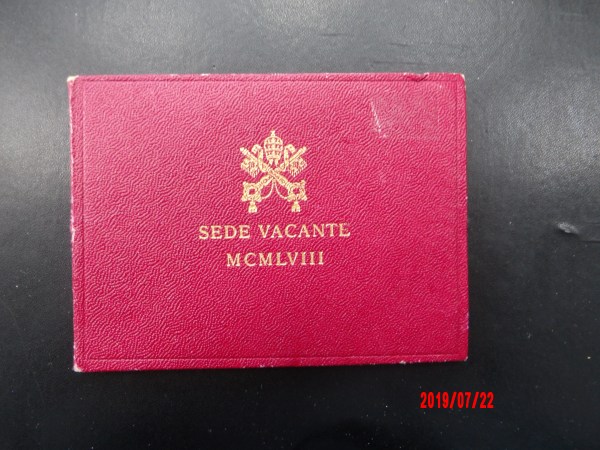 SEDE VACANTE
MCMLVIII
2019/07/22